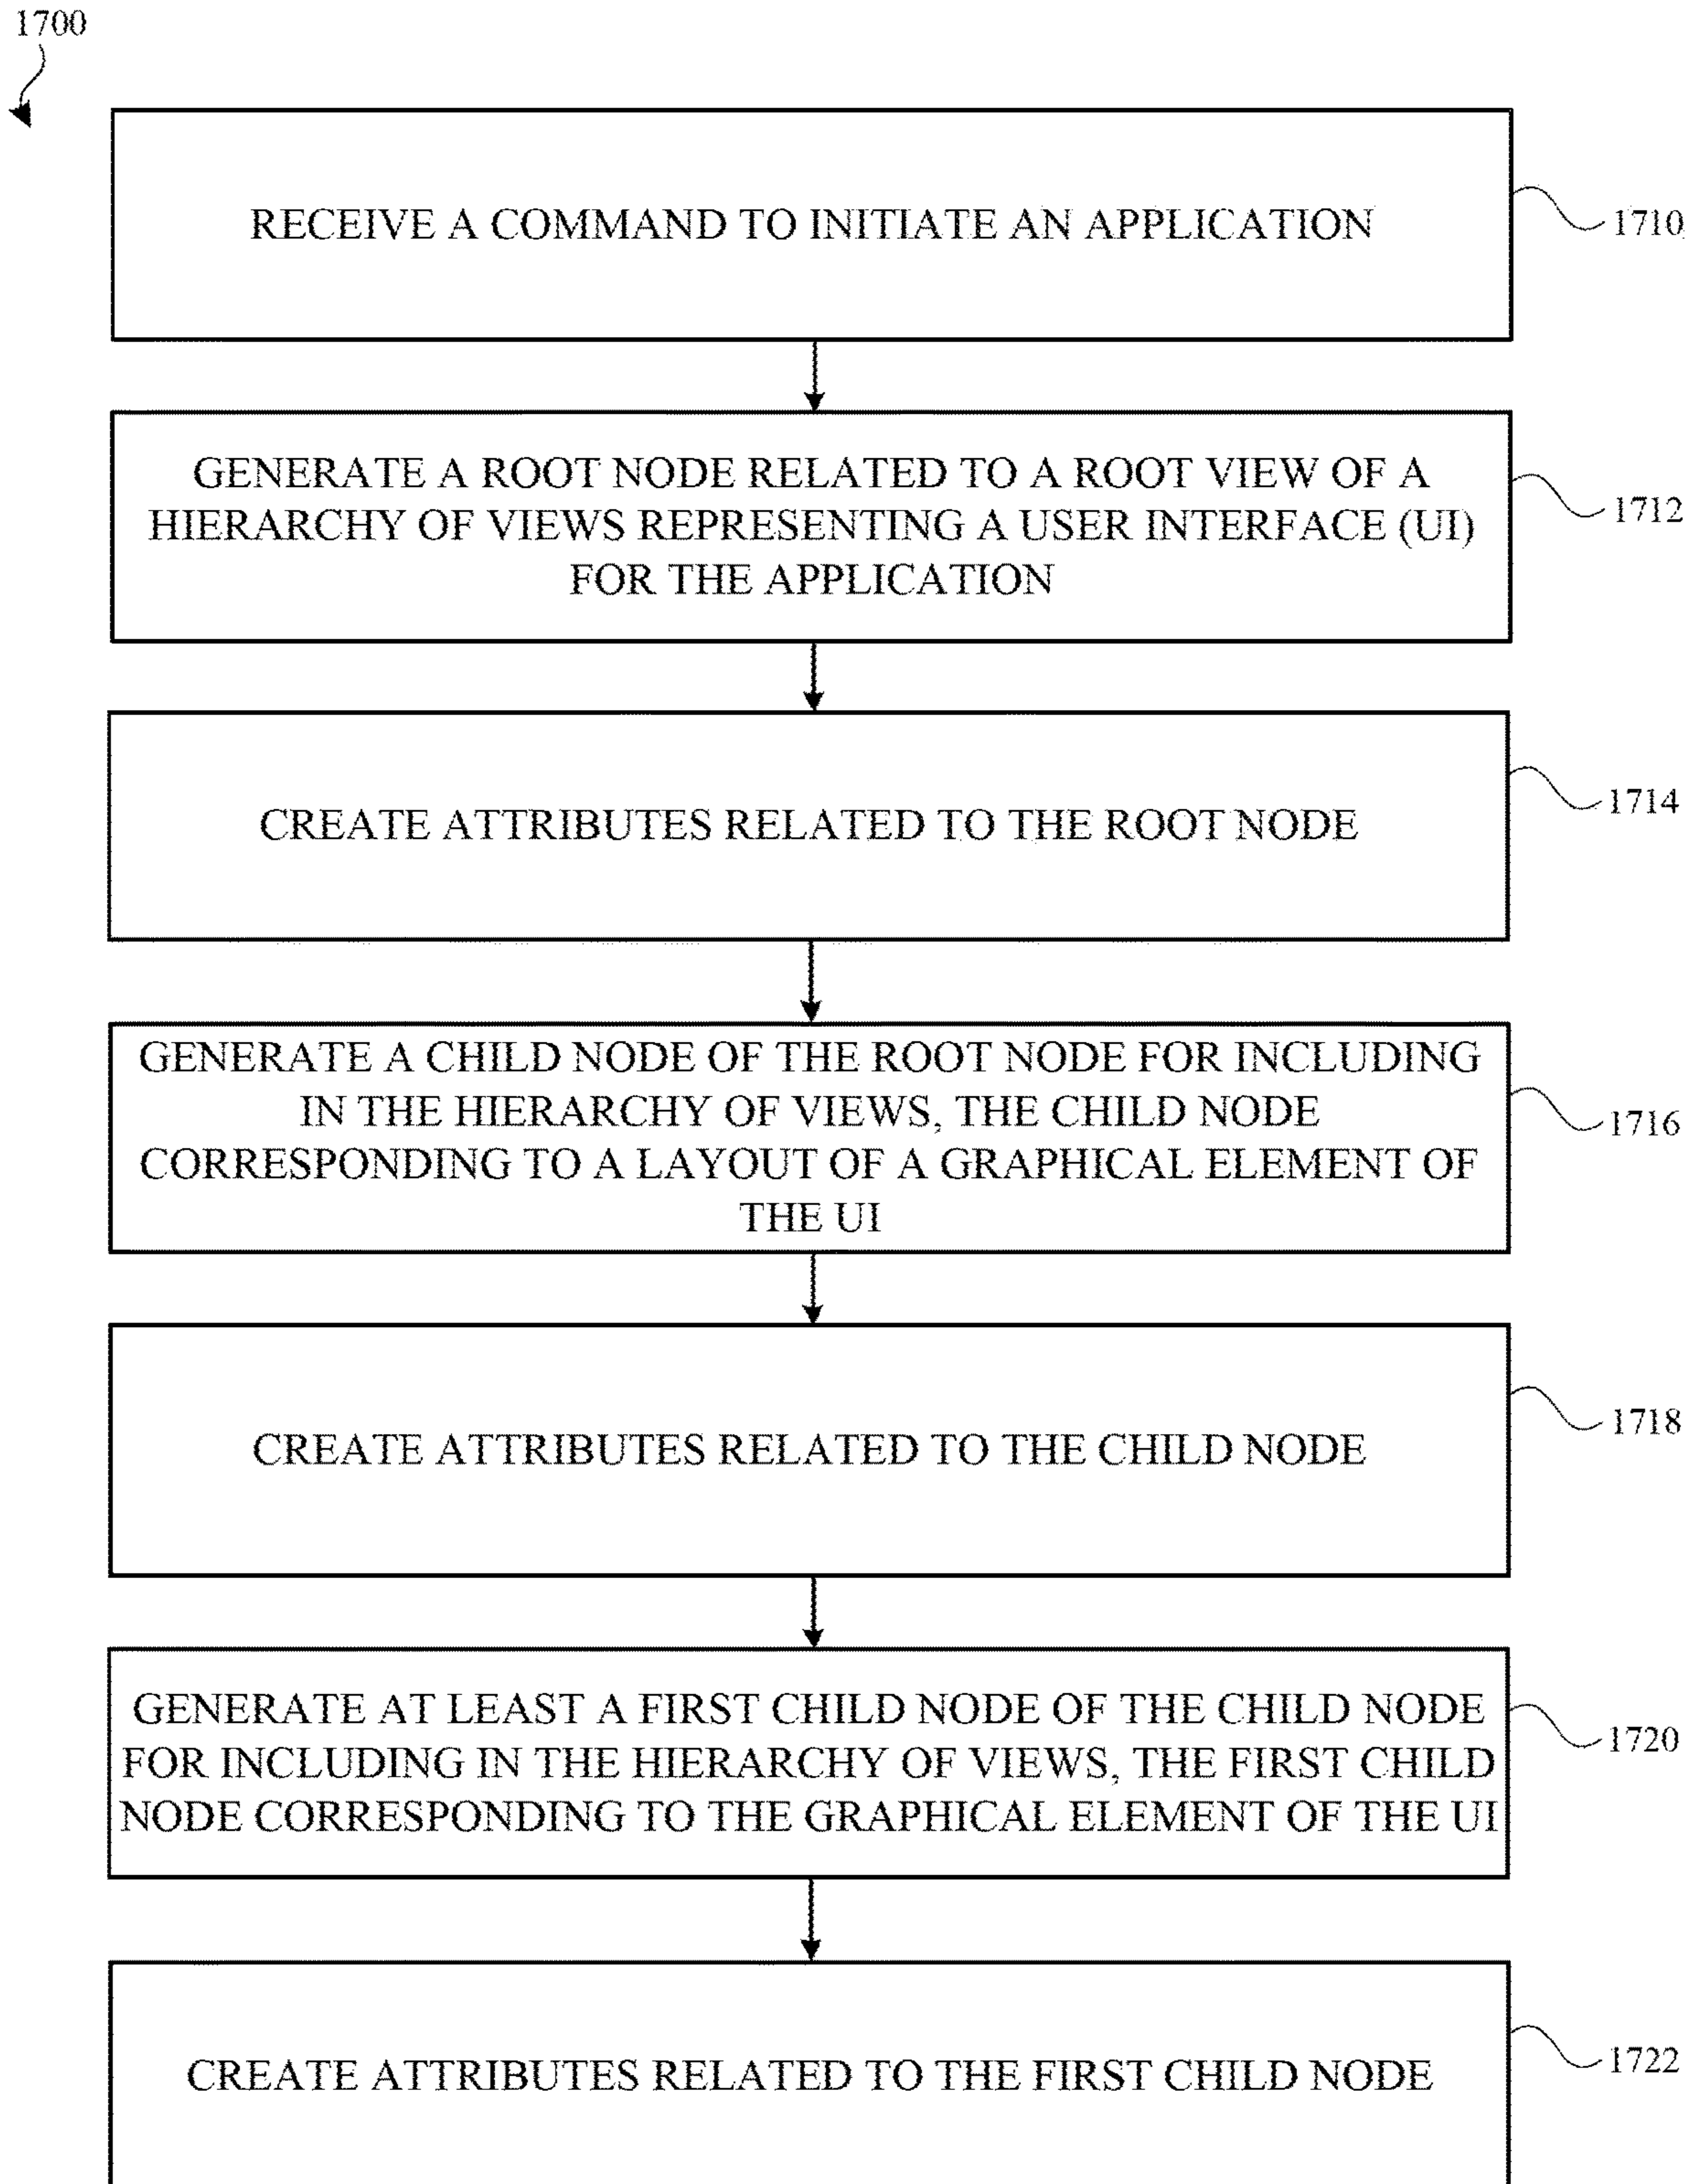 1700
RECEIVE A COMMAND TO INITIATE AN APPLICATION
1710
GENERATE A ROOT NODE RELATED TO A ROOT VIEW OF A
HIERARCHY OF VIEWS REPRESENTING A USER INTERFACE (UI)
FOR THE APPLICATION
1712
CREATE ATTRIBUTES RELATED TO THE ROOT NODE
1714
GENERATE A CHILD NODE OF THE ROOT NODE FOR INCLUDING
IN THE HIERARCHY OF VIEWS, THE CHILD NODE
CORRESPONDING TO A LAYOUT OF A GRAPHICAL ELEMENT OF
THE UI
1716
CREATE ATTRIBUTES RELATED TO THE CHILD NODE
1718
GENERATE AT LEAST A FIRST CHILD NODE OF THE CHILD NODE
FOR INCLUDING IN THE HIERARCHY OF VIEWS, THE FIRST CHILD
NODE CORRESPONDING TO THE GRAPHICAL ELEMENT OF THE UI
1720
CREATE ATTRIBUTES RELATED TO THE FIRST CHILD NODE
1722